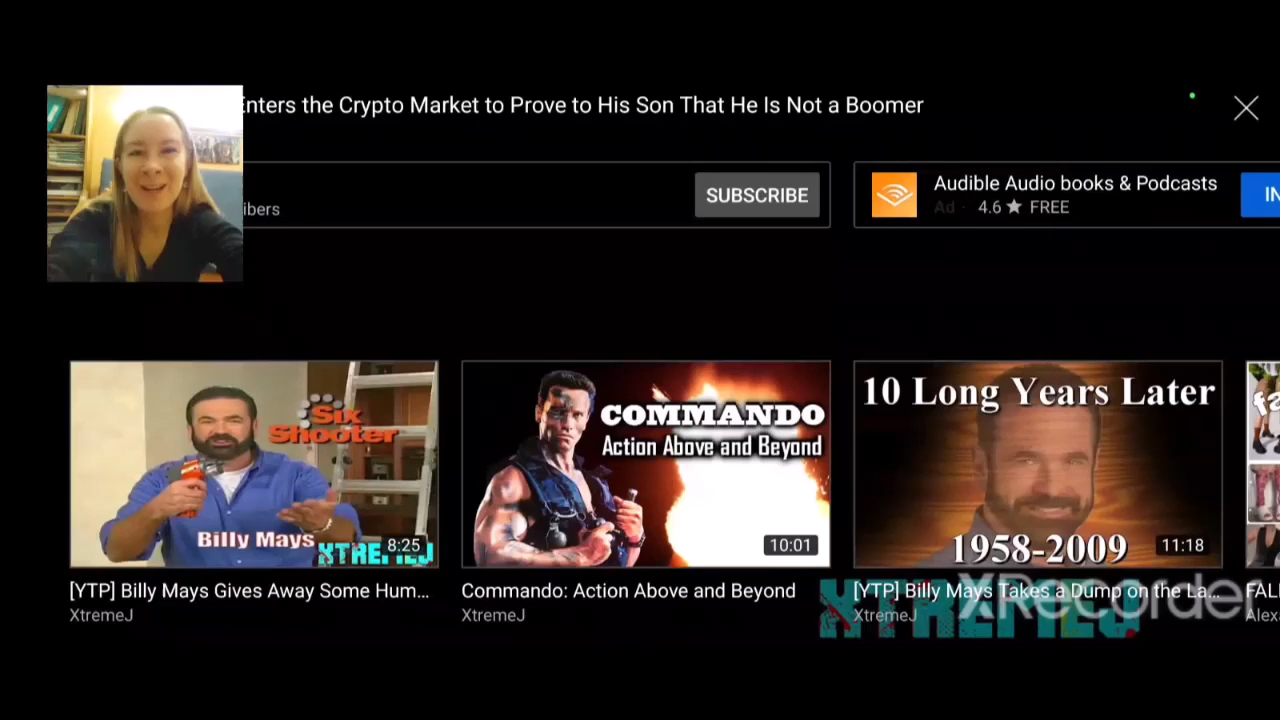 Enters the Crypto Market to Prove to His Son That He Is Not a Boomer
SUBSCRIBE
Audible Audio books & Podcasts
Ad · 4.6 ★ FREE
10 Long Years Later
Six
Shooter
COMMANDO
Action Above and Beyond
Billy Mays
XTREMEJ
8:25
10:01
1958-2009
11:18
[YTP] Billy Mays Gives Away Some Hum...
Commando: Action Above and Beyond
[YTP] Billy Mays Takes a Dump on the La...
XtremeJ
XtremeJ
XtremeJ
XTREMEJ
XRecorder